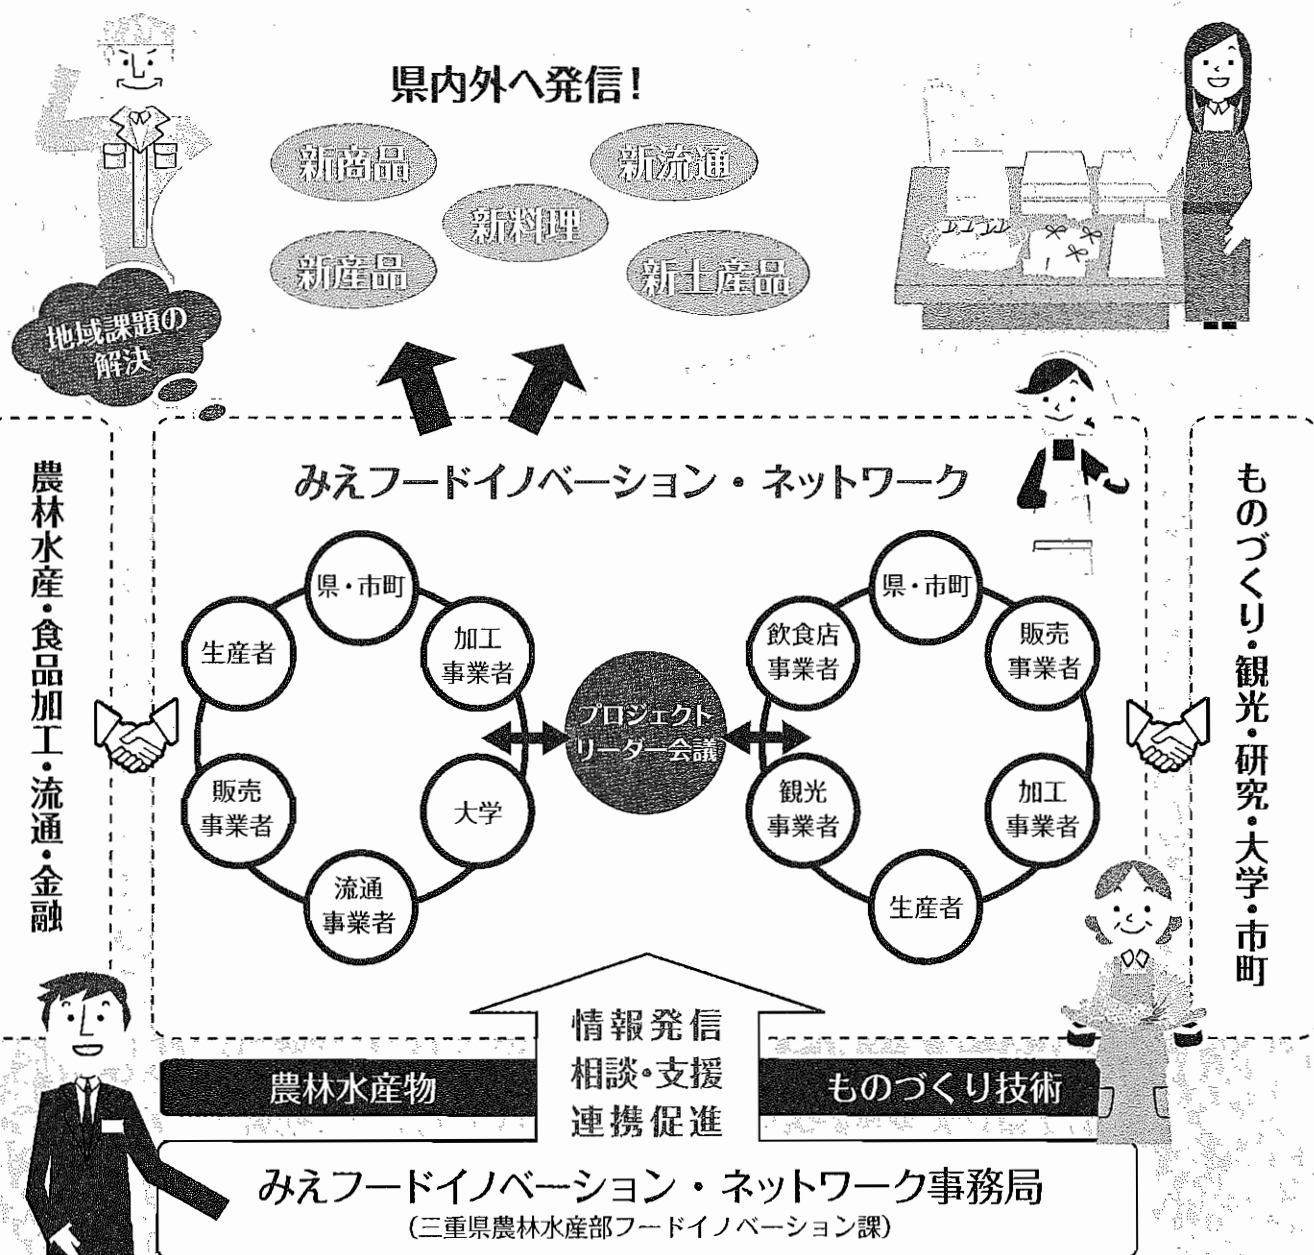 県内外へ発信！
新商品
新流通
新料理
新産品
新土産品
地域課題の
解決
農林水産・食品加工・流通・金融
みえフードイノベーション・ネットワーク
県・市町
生産者
加工
事業者
販売
事業者
大学
流通
事業者
プロジェクト
リーダー会議
県・市町
飲食店
事業者
販売
事業者
観光
事業者
加工
事業者
生産者
ものづくり・観光・研究・大学・市町
情報発信
相談・支援
連携促進
農林水産物
ものづくり技術
みえフードイノベーション・ネットワーク事務局
（三重県農林水産部フードイノベーション課）